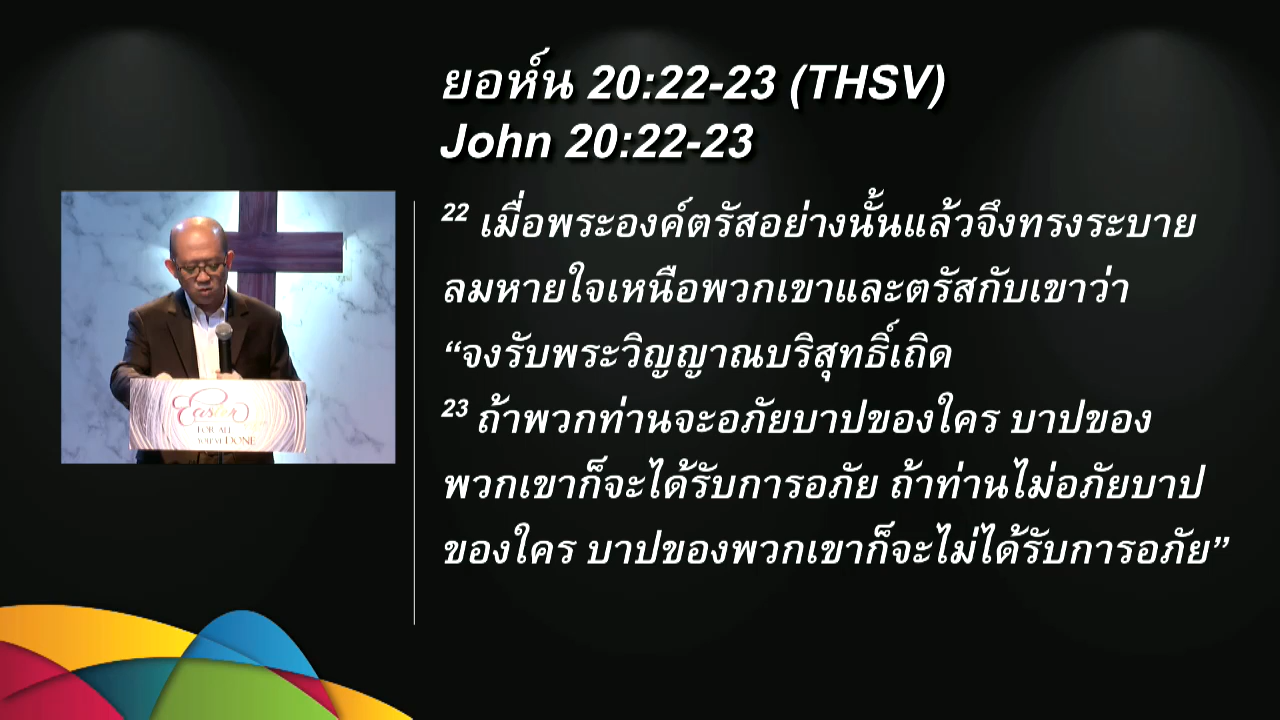 ยอห์น 20:22-23 (THSV)
John 20:22-23
22 เมื่อพระองค์ตรัสอย่างนั้นแล้วจึงทรงระบาย
ลมหายใจเหนือพวกเขาและตรัสกับเขาว่า
“จงรับพระวิญญาณบริสุทธิ์เถิด
23 ถ้าพวกท่านจะอภัยบาปของใคร บาปของ
พวกเขาก็จะได้รับการอภัย ถ้าท่านไม่อภัยบาป
ของใคร บาปของพวกเขาก็จะไม่ได้รับการอภัย”
Easter
FOR ALL
YOU'VE DONE